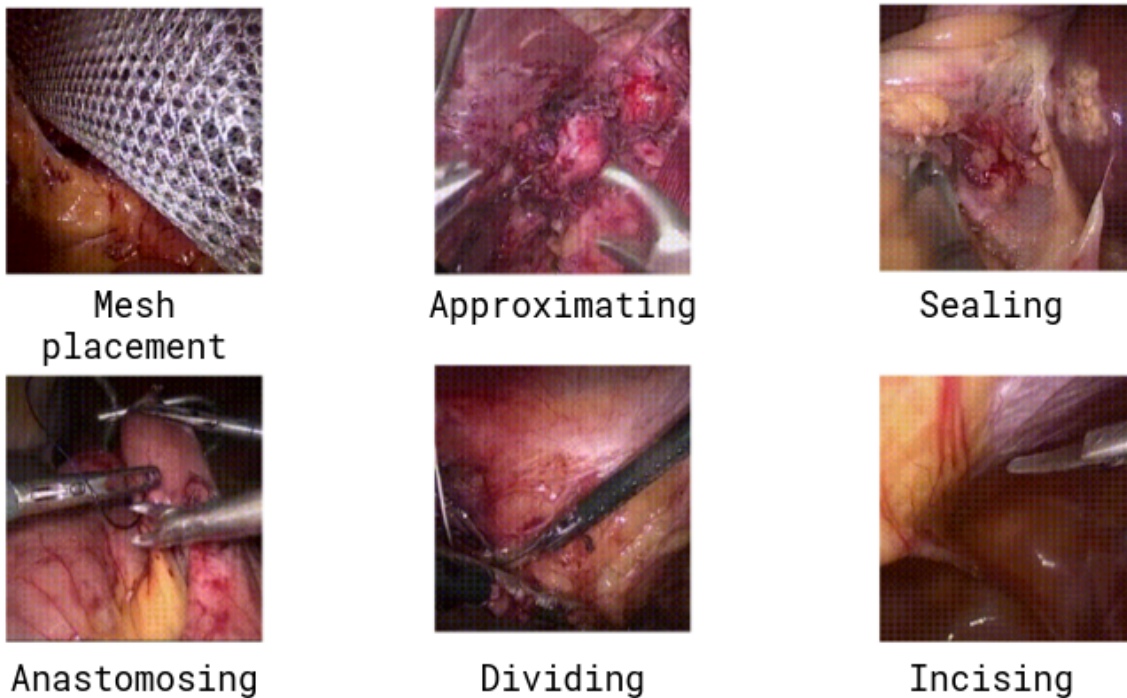 Mesh
placement
Approximating
Sealing
Anastomosing
Dividing
Incising